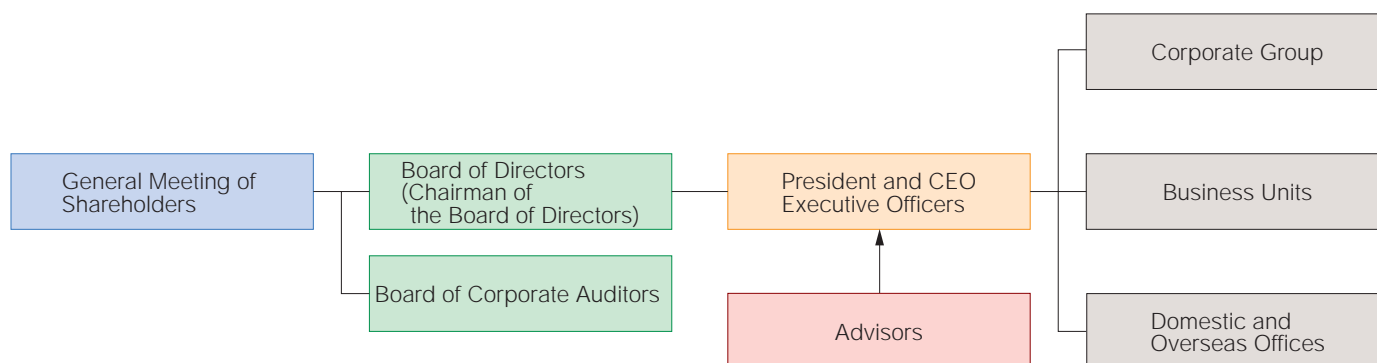 General Meeting of
Shareholders
Board of Directors
(Chairman of
the Board of Directors)
Board of Corporate Auditors
President and CEO
Executive Officers
Advisors
Corporate Group
Business Units
Domestic and
Overseas Offices